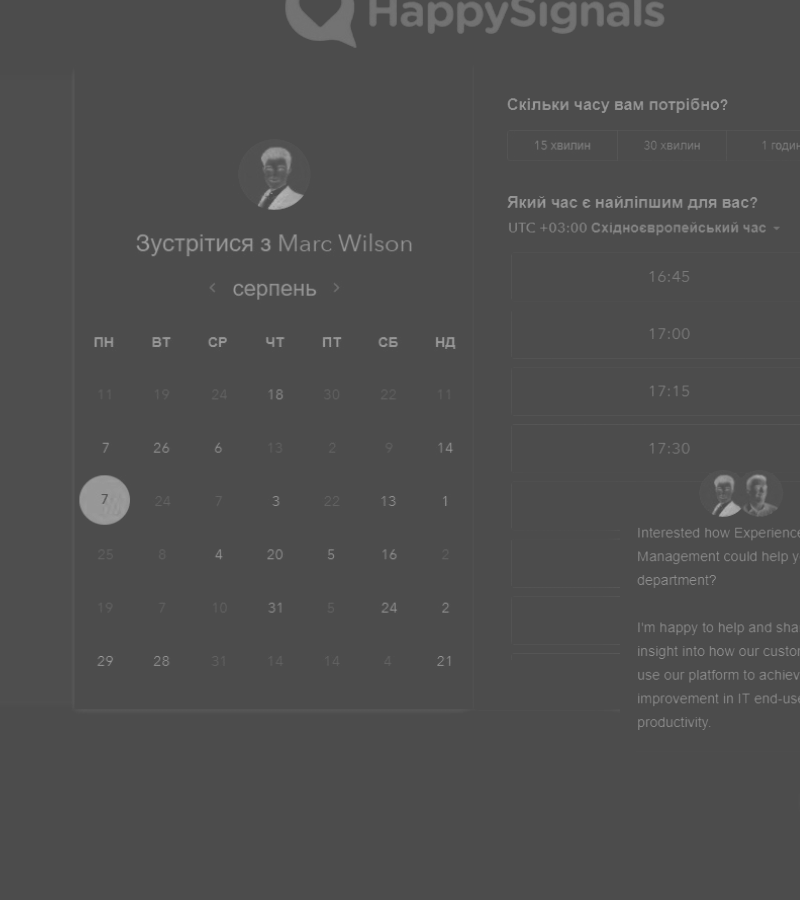 HappySignals
Зустрітися з Marc Wilson
серпень
ПН ВТ СР ЧТ ПТ СБ НД
11 19 24 18 30 22 11
7 26 6 13 2 9 14
7 24 7 3 22 13 1
25 8 4 20 5 16 2
19 7 10 31 5 24 2
29 28 31 14 14 4 21
Скільки часу вам потрібно?
15 хвилин 30 хвилин 1 годин
Який час є найліпшим для вас?
UTC +03:00 Східноєвропейський час
16:45
17:00
17:15
17:30
Interested how Experience
Management could help y
department?
I'm happy to help and sha
insight into how our custo
use our platform to achiev
improvement in IT end-use
productivity.